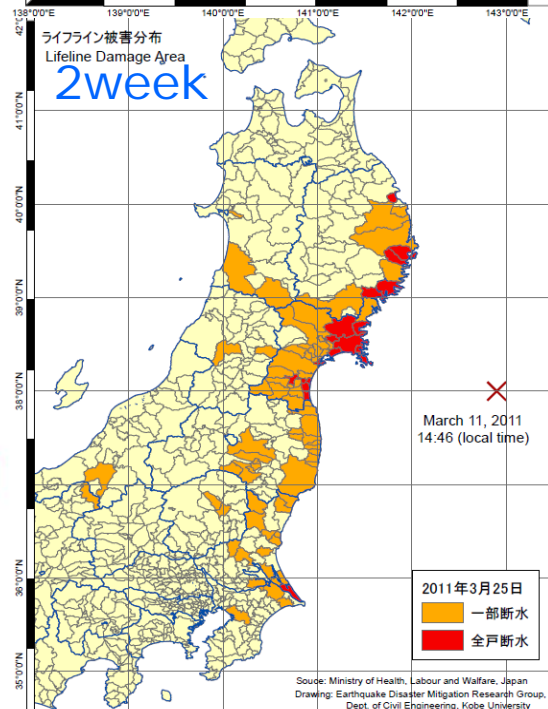 138°0'0"E 139°0'0"E 140°0'0"E 141°0'0"E 142°0'0"E 143°0'0"E
ライフライン被害分布
Lifeline Damage Area
2week
41°0'0"N
40°0'0"N
39°0'0"N
38°0'0"N
March 11, 2011
14:46 (local time)
37°0'0"N
36°0'0"N
2011年3月25日
一部断水
全戸断水
35°0'0"N
Souce: Ministry of Health, Labour and Walfare, Japan
Drawing: Earthquake Disaster Mitigation Research Group,
Dept. of Civil Engineering, Kobe University